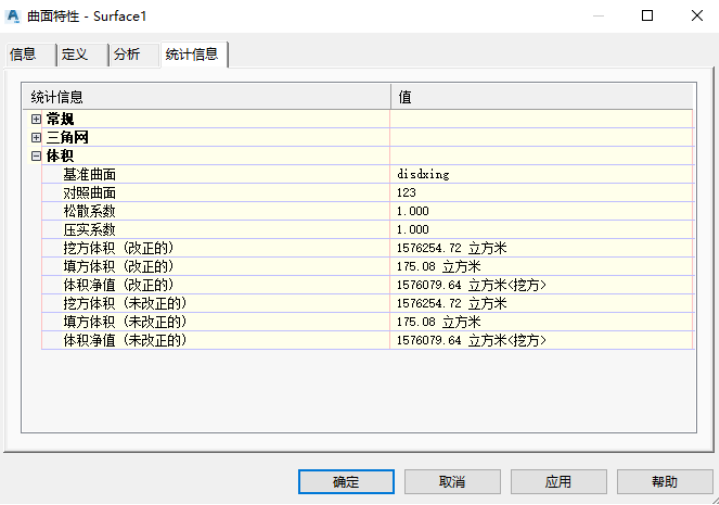 曲面特性 - Surface1
信息 定义 分析 统计信息
统计信息 值
常规
三角网
体积
基准曲面 disdxing
对照曲面 123
松散系数 1.000
压实系数 1.000
挖方体积 (改正的) 1576254.72 立方米
填方体积 (改正的) 175.08 立方米
体积净值 (改正的) 1576079.64 立方米<挖方>
挖方体积 (未改正的) 1576254.72 立方米
填方体积 (未改正的) 175.08 立方米
体积净值 (未改正的) 1576079.64 立方米<挖方>
确定 取消 应用 帮助